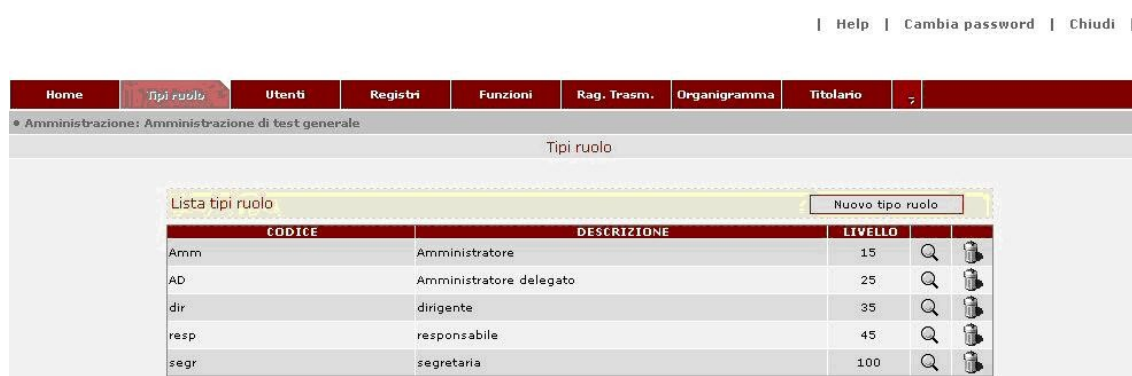 | Help | Cambia password | Chiudi |
Home Tipi ruolo Utenti Registri Funzioni Rag. Trasm. Organigramma Titolario
• Amministrazione: Amministrazione di test generale
Tipi ruolo
Lista tipi ruolo Nuovo tipo ruolo
CODICE DESCRIZIONE LIVELLO
Amm Amministratore 15
AD Amministratore delegato 25
dir dirigente 35
resp responsabile 45
segr segretaria 100